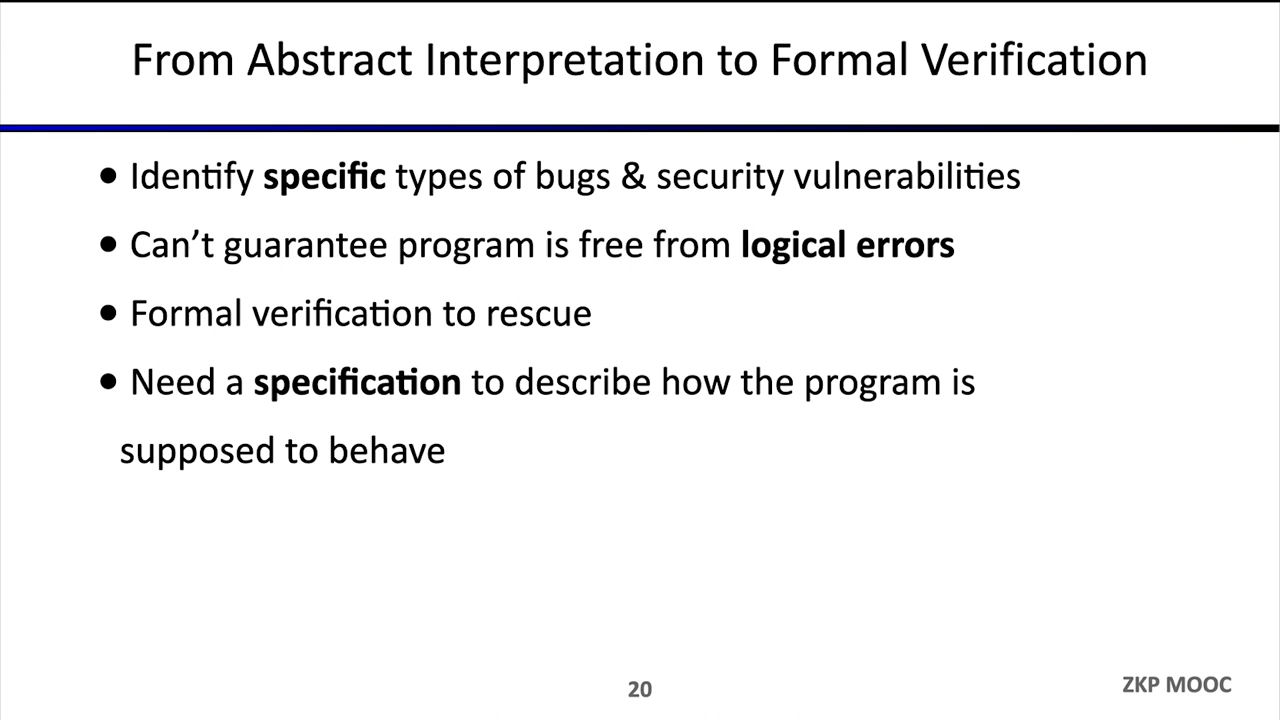 From Abstract Interpretation to Formal Verification
• Identify specific types of bugs & security vulnerabilities
• Can’t guarantee program is free from logical errors
• Formal verification to rescue
• Need a specification to describe how the program is
supposed to behave
20
ZKP MOOC